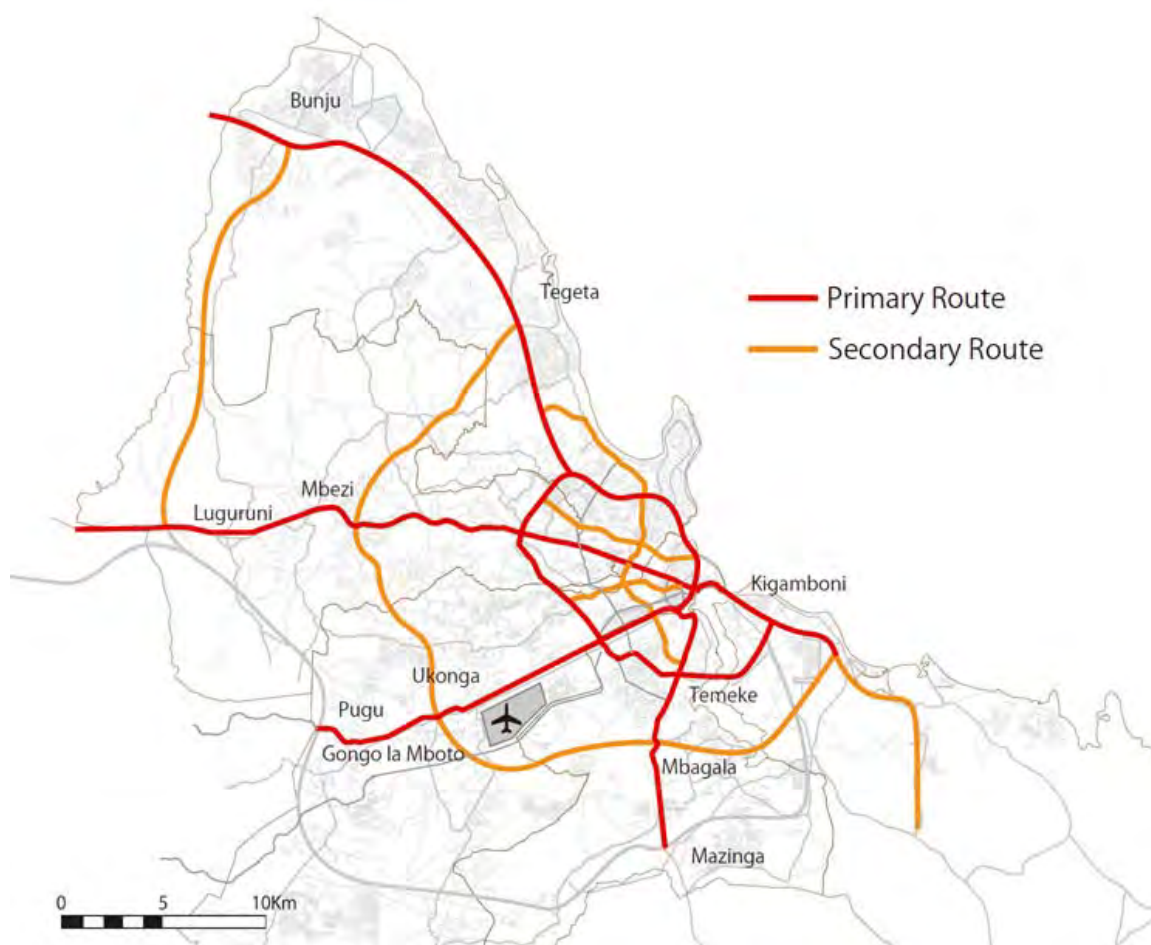 Bunju
Tegeta
Primary Route
Secondary Route
Mbezi
Luguruni
Kigamboni
Ukonga
Temeke
Pugu
Gongo la Mboto
Mbagala
Mazinga
0 5 10Km